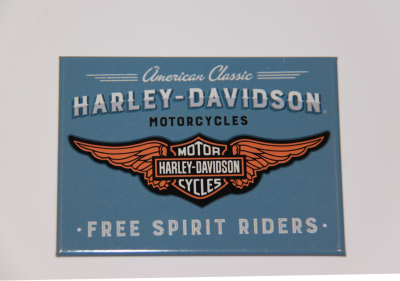 American Classic
HARLEY-DAVIDSON
MOTORCYCLES
MOTOR
HARLEY-DAVIDSON
CYCLES
· FREE SPIRIT RIDERS ·